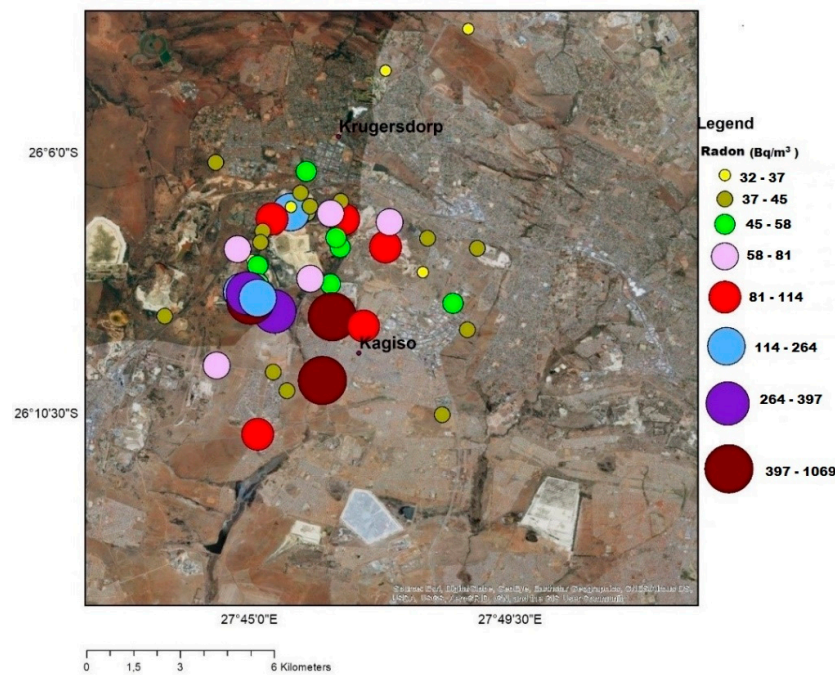 Krugersdorp
26°6'0"S
Kagiso
26°10'30"S
27°45'0"E
27°49'30"E
0 1,5 3 6 Kilometers
Legend
Radon (Bq/m³)
32 - 37
37 - 45
45 - 58
58 - 81
81 - 114
114 - 264
264 - 397
397 - 1069